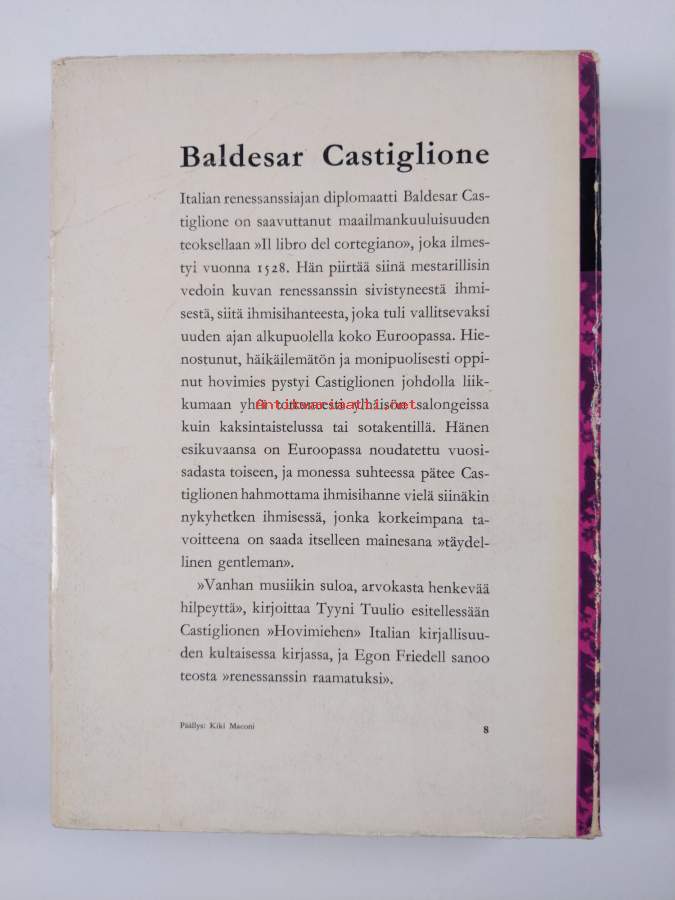 Baldesar Castiglione
Italian renessanssiajan diplomaatti Baldesar Cas-
tiglione on saavuttanut maailmankuuluisuuden
teoksellaan »Il libro del cortegiano», joka ilmes-
tyi vuonna 1528. Hän piirtää siinä mestarillisin
vedoin kuvan renessanssin sivistyneestä ihmi-
sestä, siitä ihmisihanteesta, joka tuli vallitsevaksi
uuden ajan alkupuolella koko Euroopassa. Hie-
nostunut, häikäilemätön ja monipuolisesti oppi-
nut hovimies pystyi Castiglionen johdolla liik-
kumaan yhtä salongeissa
kuin kaksintaistelussa tai sotakentillä. Hänen
esikuvaansa on Euroopassa noudatettu vuosi-
sadasta toiseen, ja monessa suhteessa pätee Cas-
tiglionen hahmottama ihmisihanne vielä siinäkin
nykyhetken ihmisessä, jonka korkeimpana ta-
voitteena on saada itselleen mainesana »täydel-
linen gentleman».
»Vanhan musiikin suloa, arvokasta henkevää
hilpeyttä», kirjoittaa Tyyni Tuulio esitellessään
Castiglionen »Hovimiehen» Italian kirjallisuu-
den kultaisessa kirjassa, ja Egon Friedell sanoo
teosta »renessanssin raamatuksi».
Päällys: Kiki Maconi
8